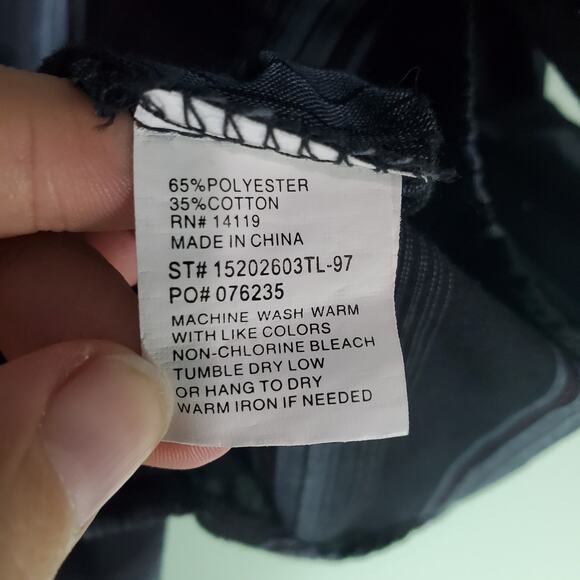 65%POLYESTER
35%COTTON
RN# 14119
MADE IN CHINA
ST# 15202603TL-97
PO# 076235
MACHINE WASH WARM
WITH LIKE COLORS
NON-CHLORINE BLEACH
TUMBLE DRY LOW
OR HANG TO DRY
WARM IRON IF NEEDED